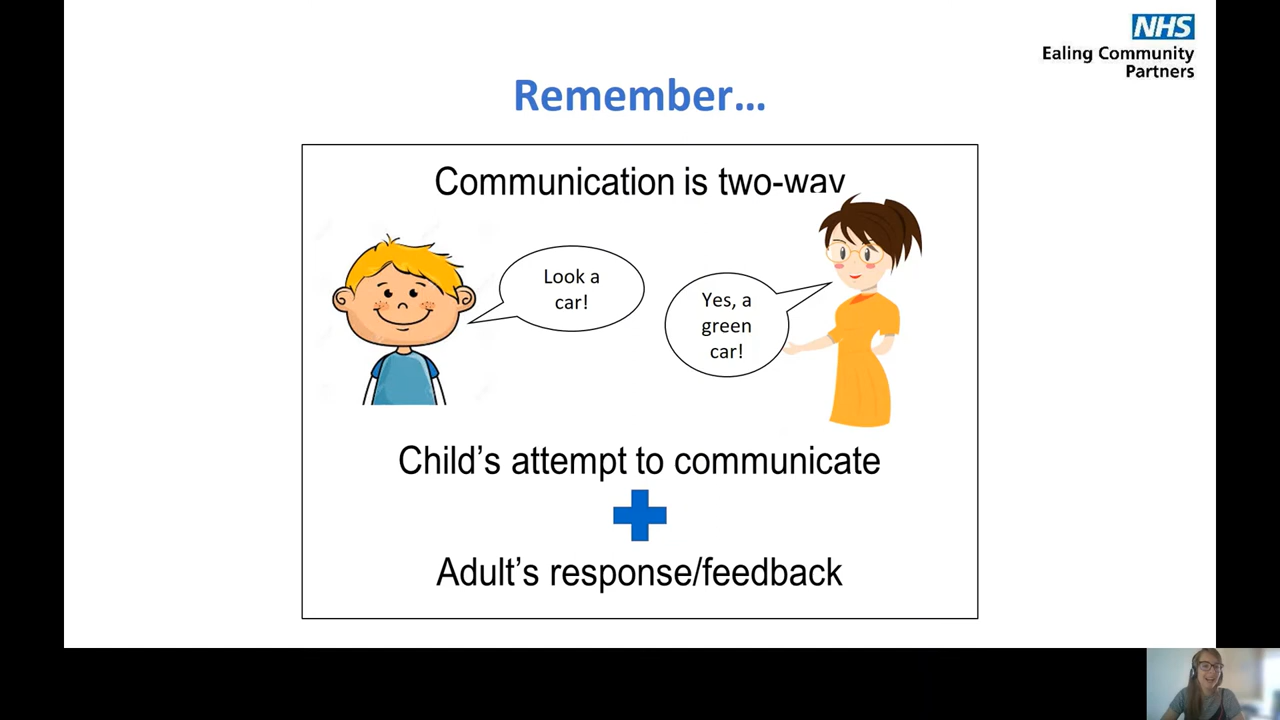 NHS
Ealing Community
Partners
Remember...
Communication is two-way
Look a
car!
Yes, a
green
car!
Child's attempt to communicate
Adult's response/feedback